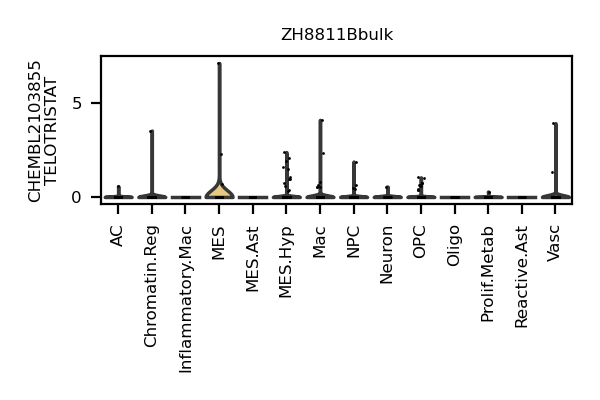 ZH8811Bbulk
CHEMBL2103855
TELOTRISTAT
5
0
AC
Chromatin.Reg
Inflammatory.Mac
MES
MES.Ast
MES.Hyp
Mac
NPC
Neuron
OPC
Oligo
Prolif.Metab
Reactive.Ast
Vasc